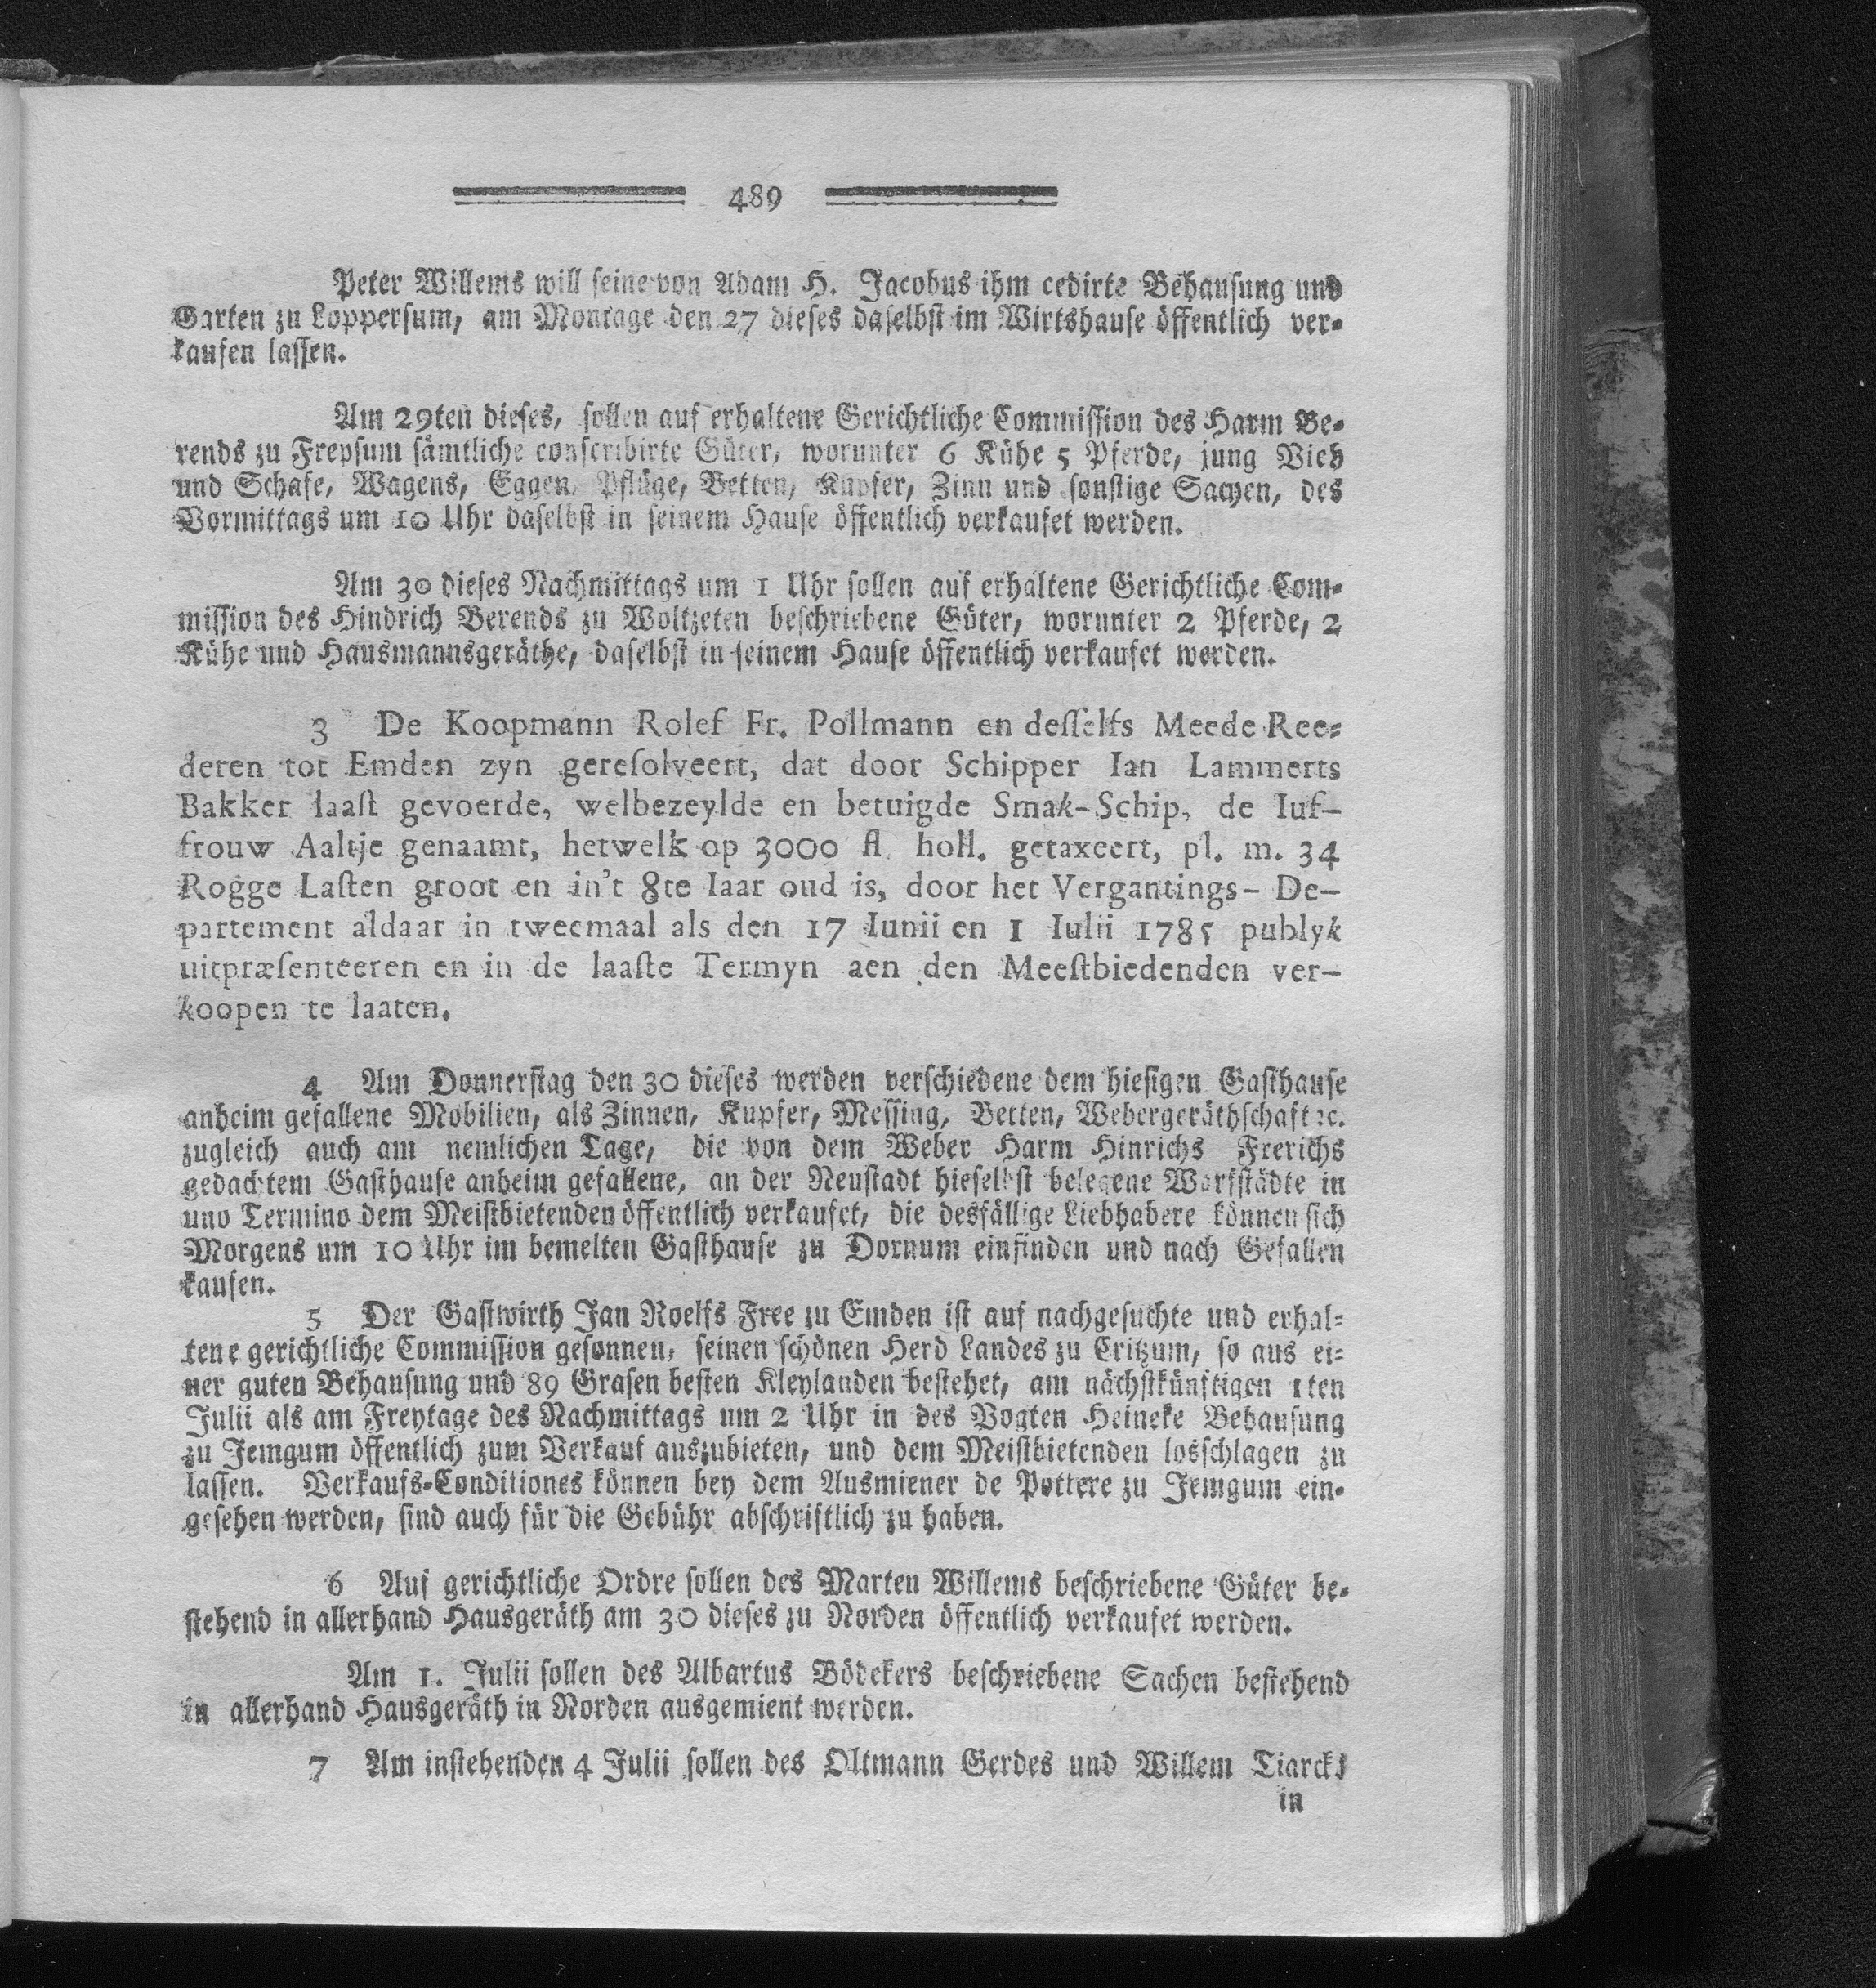 489
Peter Willems will seine von Adam H. Jacobus ihm cedirte Behausung und
Garten zu Loppersum, am Montage den 27 dieses daselbst im Wirtshause öffentlich ver-
kaufen lassen.
Am 29ten dieses, sollen auf erhaltene Gerichtliche Commission des Harm Be-
rends zu Frepsum sämtliche conscribirte Güter, worunter 6 Kühe 5 Pferde, jung Vieh
und Schafe, Wagens, Eggen, Pflüge, Betten, Kupfer, Zinn und sonstige Sachen, des
Vormittags um 10 Uhr daselbst in seinem Hause öffentlich verkaufet werden.
Am 30 dieses Nachmittags um 1 Uhr sollen auf erhaltene Gerichtliche Com-
mission des Hindrich Berends zu Woltzeten beschriebene Güter, worunter 2 Pferde, 2
Kühe und Hausmannsgeräthe, daselbst in seinem Hause öffentlich verkaufet werden.
3 De Koopmann Rolef Fr. Pollmann en desselfs Meede Ree-
deren tot Emden zyn geresolveert, dat door Schipper Ian Lammerts
Bakker laast gevoerde, welbezeylde en betuigde Smak-Schip, de Iuf-
frouw Aaltje genaamt, hetwelk op 3000 fl holl. getaxeert, pl. m. 34
Rogge Lasten groot en in't 8te Iaar oud is, door het Vergantings-De-
partement aldaar in tweemaal als den 17 Iunii en 1 Iulii 1785 publyk
uitpræsenteeren en in de laaste Termyn aen den Meestbiedenden ver-
koopen te laaten.
4 Am Donnerstag den 30 dieses werden verschiedene dem hiesigen Gasthause
anheim gefallene Mobilien, als Zinnen, Kupfer, Messing, Betten, Webergeräthschaft ec.
zugleich auch am nemlichen Tage, die von dem Weber Harm Hinrichs Frerichs
gedachtem Gasthause anheim gefallene, an der Neustadt hieselbst belegene Warfstädte in
uno Termino dem Meistbietenden öffentlich verkaufet, die desfällige Liebhabere können sich
Morgens um 10 Uhr im bemelten Gasthause zu Dornum einfinden und nach Gefallen
kaufen.
5 Der Gastwirth Jan Roelfs Free zu Emden ist auf nachgesuchte und erhal-
tene gerichtliche Commission gesonnen, seinen schönen Herd Landes zu Critzum, so aus ei-
ner guten Behausung und 89 Grasen besten Kleylanden bestehet, am nächstkünftigen 1ten
Julii als am Freytage des Nachmittags um 2 Uhr in des Vogten Heineke Behausung
zu Jemgum öffentlich zum Verkauf auszubieten, und dem Meistbietenden losschlagen zu
lassen. Verkaufs-Conditiones können bey dem Ausmiener de Pottere zu Jemgum ein-
gesehen werden, sind auch für die Gebühr abschriftlich zu haben.
6 Auf gerichtliche Ordre sollen des Marten Willems beschriebene Güter be-
stehend in allerhand Hausgeräth am 30 dieses zu Norden öffentlich verkaufet werden.
Am 1. Julii sollen des Albartus Bödekers beschriebene Sachen bestehend
in allerhand Hausgeräth in Norden ausgemient werden.
7 Am instehenden 4 Julii sollen des Oltmann Gerdes und Willem Tiarcks
in